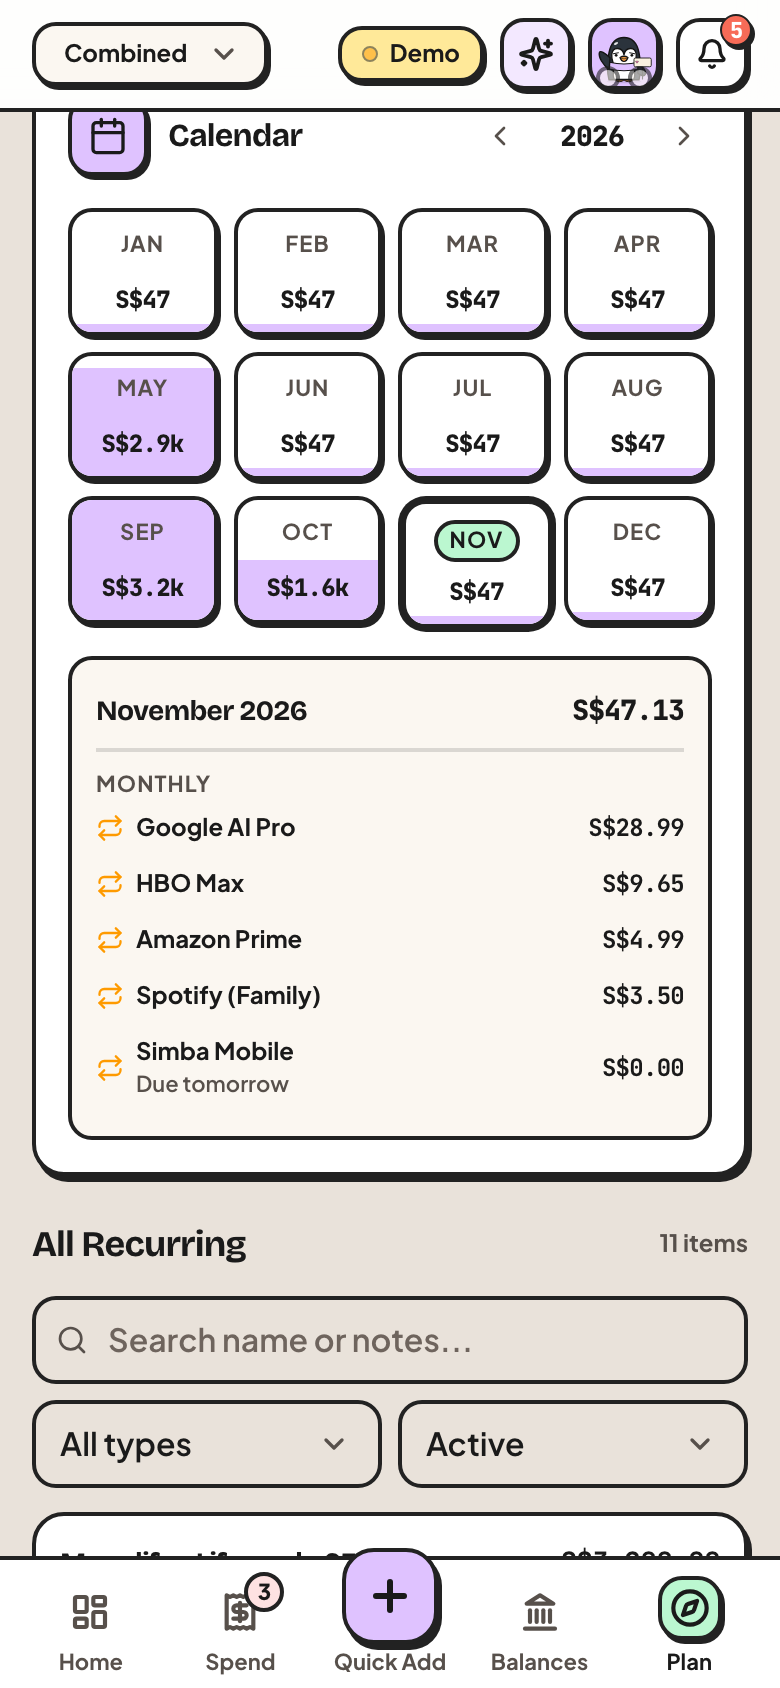 Combined
Demo
5
Calendar
2026
JAN
FEB
MAR
APR
S$47
S$47
S$47
S$47
MAY
JUN
JUL
AUG
S$2.9k
S$47
S$47
S$47
SEP
OCT
NOV
DEC
S$3.2k
S$1.6k
S$47
S$47
November 2026
S$47.13
MONTHLY
Google AI Pro
S$28.99
HBO Max
S$9.65
Amazon Prime
S$4.99
Spotify (Family)
S$3.50
Simba Mobile
Due tomorrow
S$0.00
All Recurring
11 items
Search name or notes...
All types
Active
3
Home
Spend
Quick Add
Balances
Plan